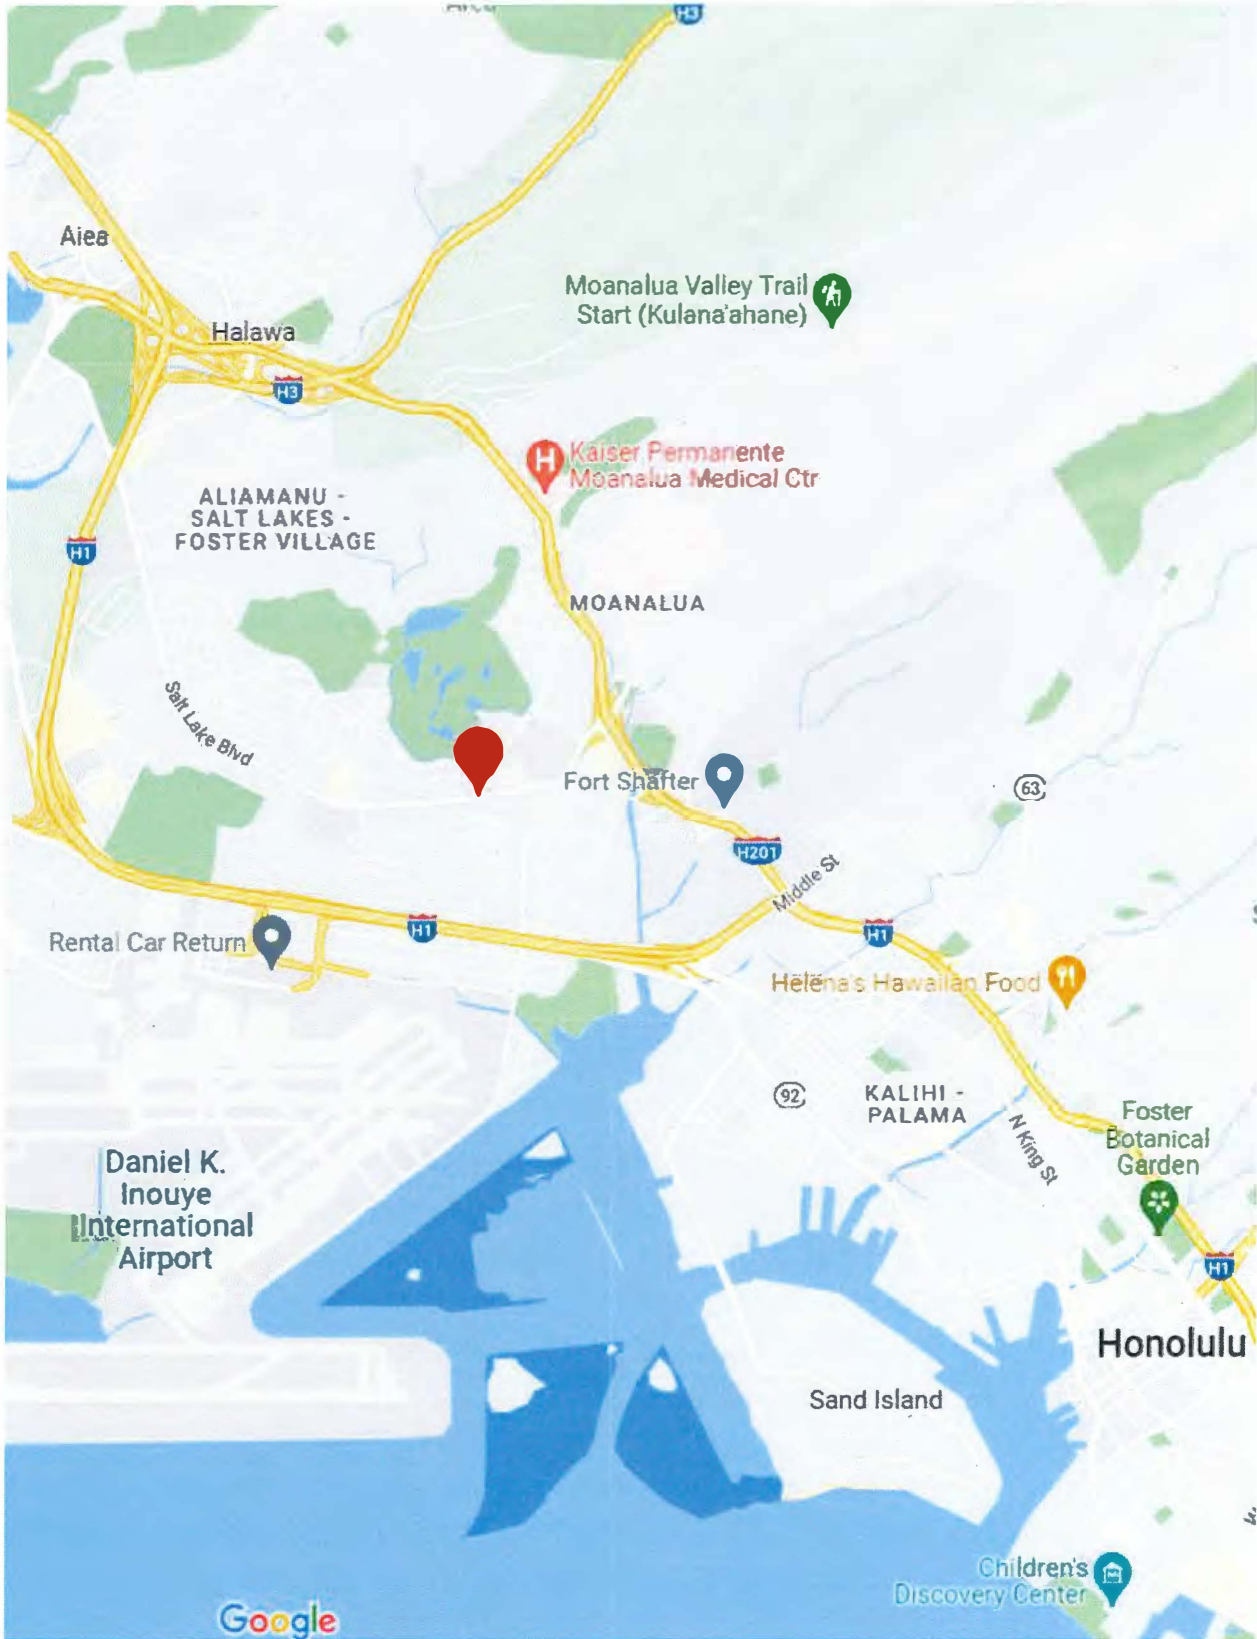 H3
Aiea
Moanalua Valley Trail
Start (Kulana'ahane)
Halawa
H3
H
Kaiser Permanente
Moanalua Medical Ctr
ALIAMANU -
SALT LAKES -
FOSTER VILLAGE
H1
MOANALUA
Salt Lake Blvd
Fort Shafter
63
H201
Middle St
H1
H1
Rental Car Return
Helena's Hawaiian Food
92
KALIHI -
PALAMA
N King St
Foster
Botanical
Garden
Daniel K.
Inouye
International
Airport
H1
Honolulu
Sand Island
Children's
Discovery Center
Google